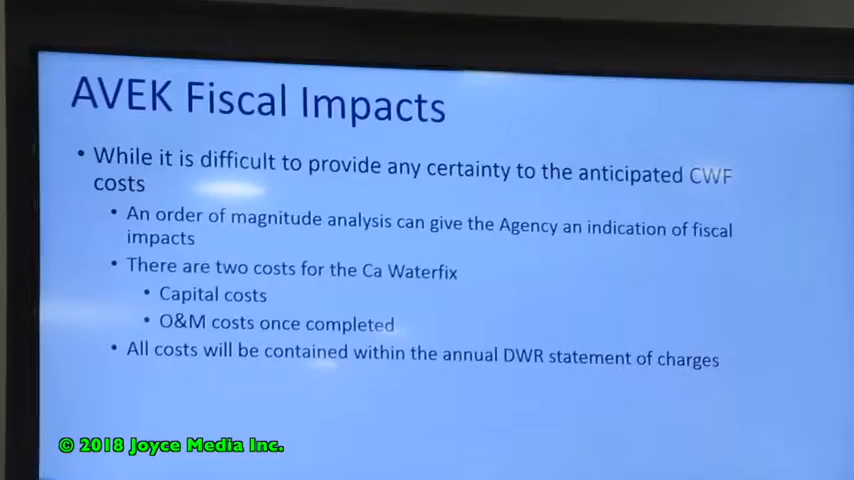 AVEK Fiscal Impacts
• While it is difficult to provide any certainty to the anticipated CWF
costs
• An order of magnitude analysis can give the Agency an indication of fiscal
impacts
• There are two costs for the Ca Waterfix
• Capital costs
• O&M costs once completed
• All costs will be contained within the annual DWR statement of charges
© 2018 Joyce Media Inc.